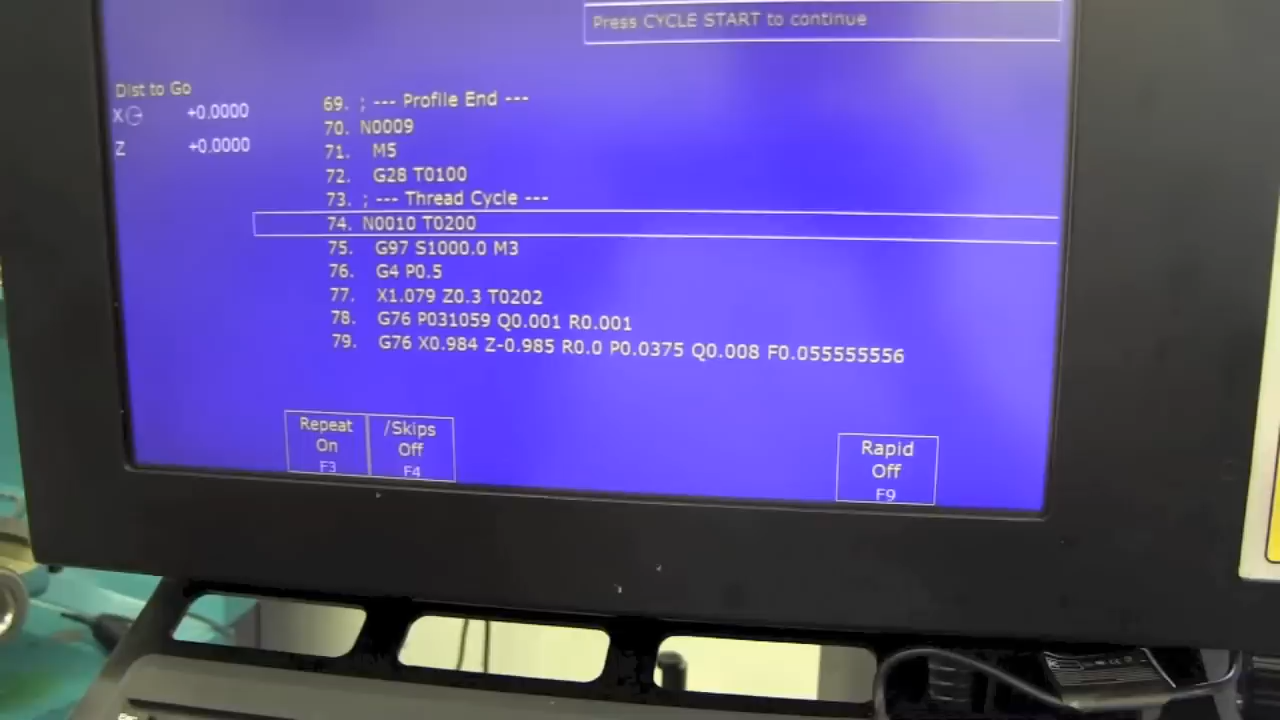 Press CYCLE START to continue
Dist to Go
X +0.0000
Z +0.0000
69. ; --- Profile End ---
70. N0009
71. M5
72. G28 T0100
73. ; --- Thread Cycle ---
74. N0010 T0200
75. G97 S1000.0 M3
76. G4 P0.5
77. X1.079 Z0.3 T0202
78. G76 P031059 Q0.001 R0.001
79. G76 X0.984 Z-0.985 R0.0 P0.0375 Q0.008 F0.055555556
Repeat
On
F3
/Skips
Off
F4
Rapid
Off
F9